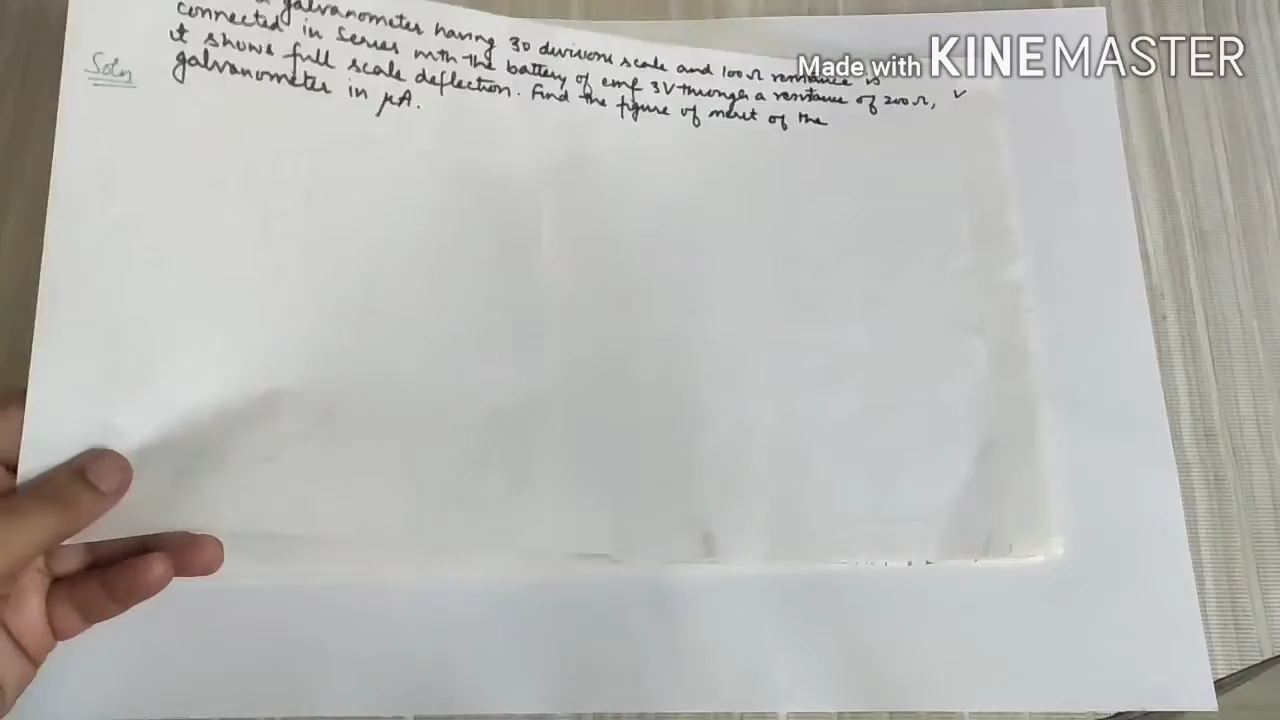 galvanometer having 30 divisions scale and 100Ω resistance is
connected in series with the battery of emf 3V through a resistance of 200Ω,
it shows full scale deflection. Find the figure of merit of the
galvanometer in μA.
Soln
Made with KINEMASTER